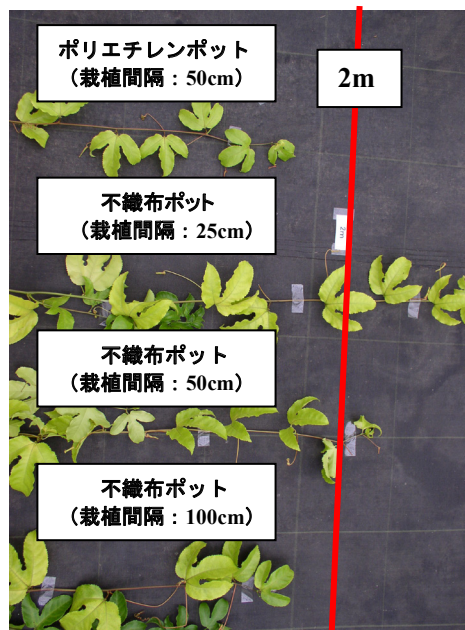 ポリエチレンポット
（栽植間隔：50cm）
2m
不織布ポット
（栽植間隔：25cm）
2m
不織布ポット
（栽植間隔：50cm）
不織布ポット
（栽植間隔：100cm）